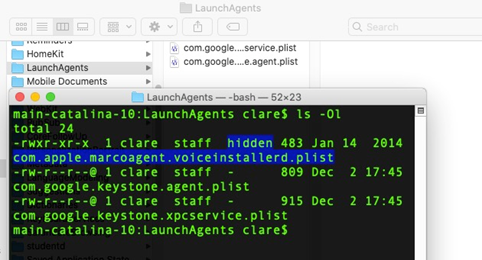 LaunchAgents
Search
Reminders
HomeKit
LaunchAgents
Mobile Documents
com.google....service.plist
com.google....e.agent.plist
LaunchAgents — -bash — 52×23
main-catalina-10:LaunchAgents clare$ ls -Ol
total 24
-rwxr-xr-x 1 clare staff hidden 483 Jan 14 2014
com.apple.marcoagent.voiceinstallerd.plist
-rw-r--r--@ 1 clare staff - 809 Dec 2 17:45
com.google.keystone.agent.plist
-rw-r--r--@ 1 clare staff - 915 Dec 2 17:45
com.google.keystone.xpcservice.plist
main-catalina-10:LaunchAgents clare$
studentd